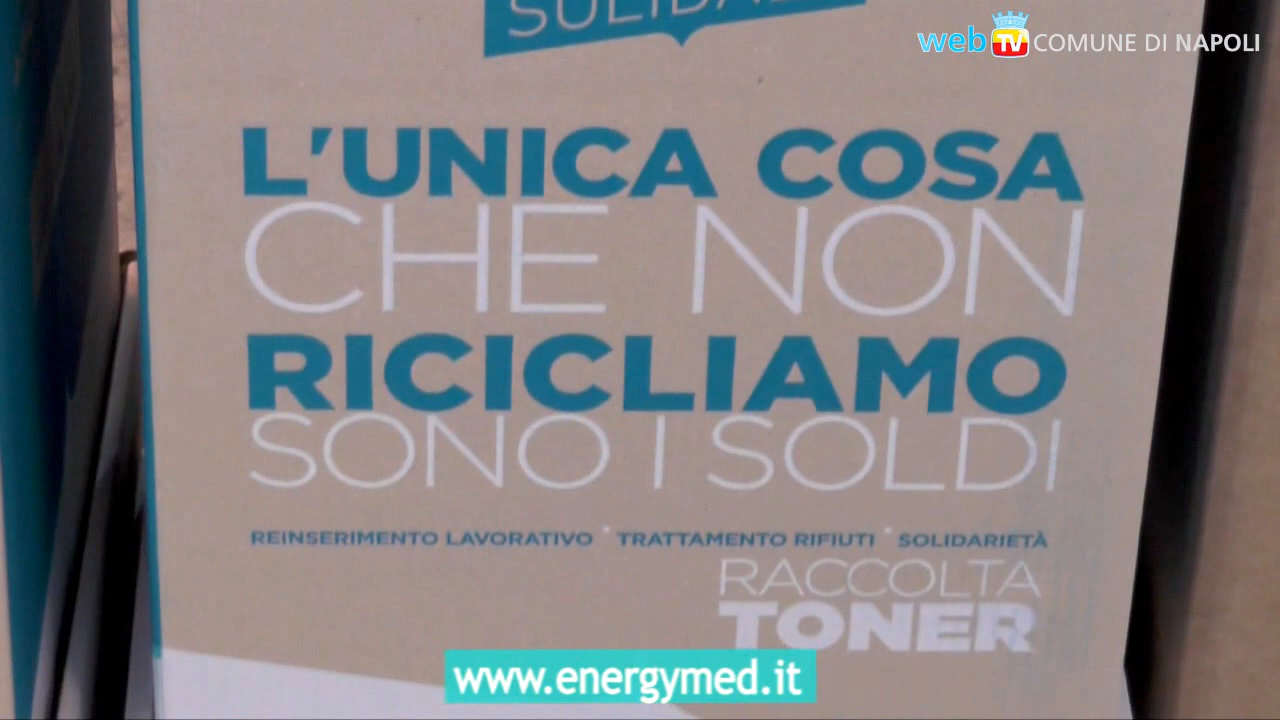 web TV COMUNE DI NAPOLI
L'UNICA COSA
CHE NON
RICICLIAMO
SONO I SOLDI
REINSERIMENTO LAVORATIVO * TRATTAMENTO RIFIUTI * SOLIDARIETÀ
RACCOLTA
TONER
www.energymed.it